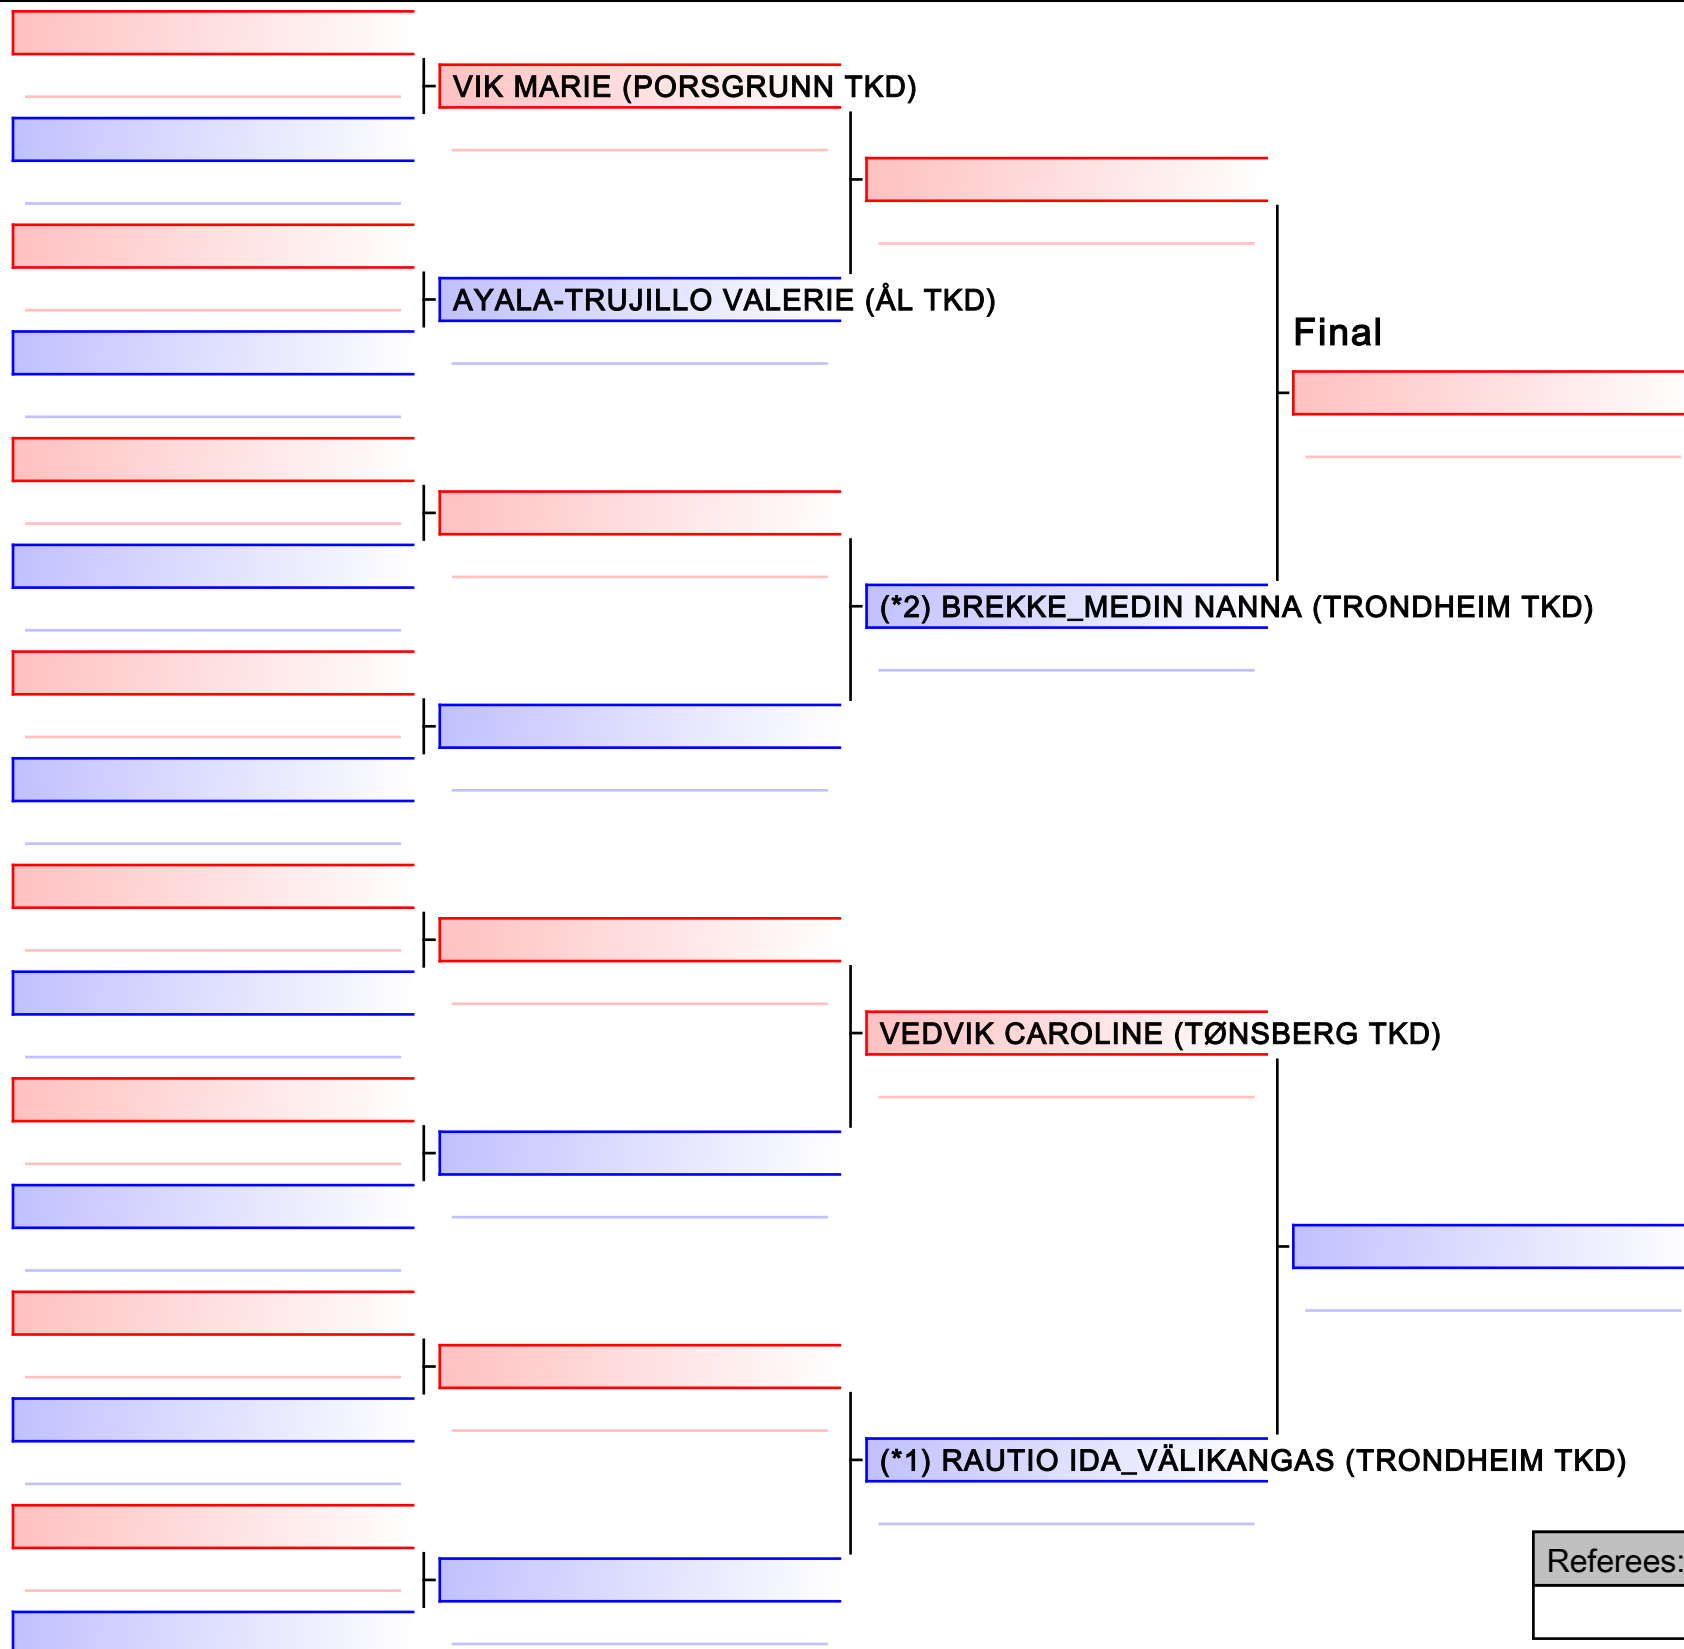 VIK MARIE (PORSGRUNN TKD)
AYALA-TRUJILLO VALERIE (ÅL TKD)
Final
(*2) BREKKE_MEDIN NANNA (TRONDHEIM TKD)
VEDVIK CAROLINE (TØNSBERG TKD)
(*1) RAUTIO IDA_VÄLIKANGAS (TRONDHEIM TKD)
Referees: